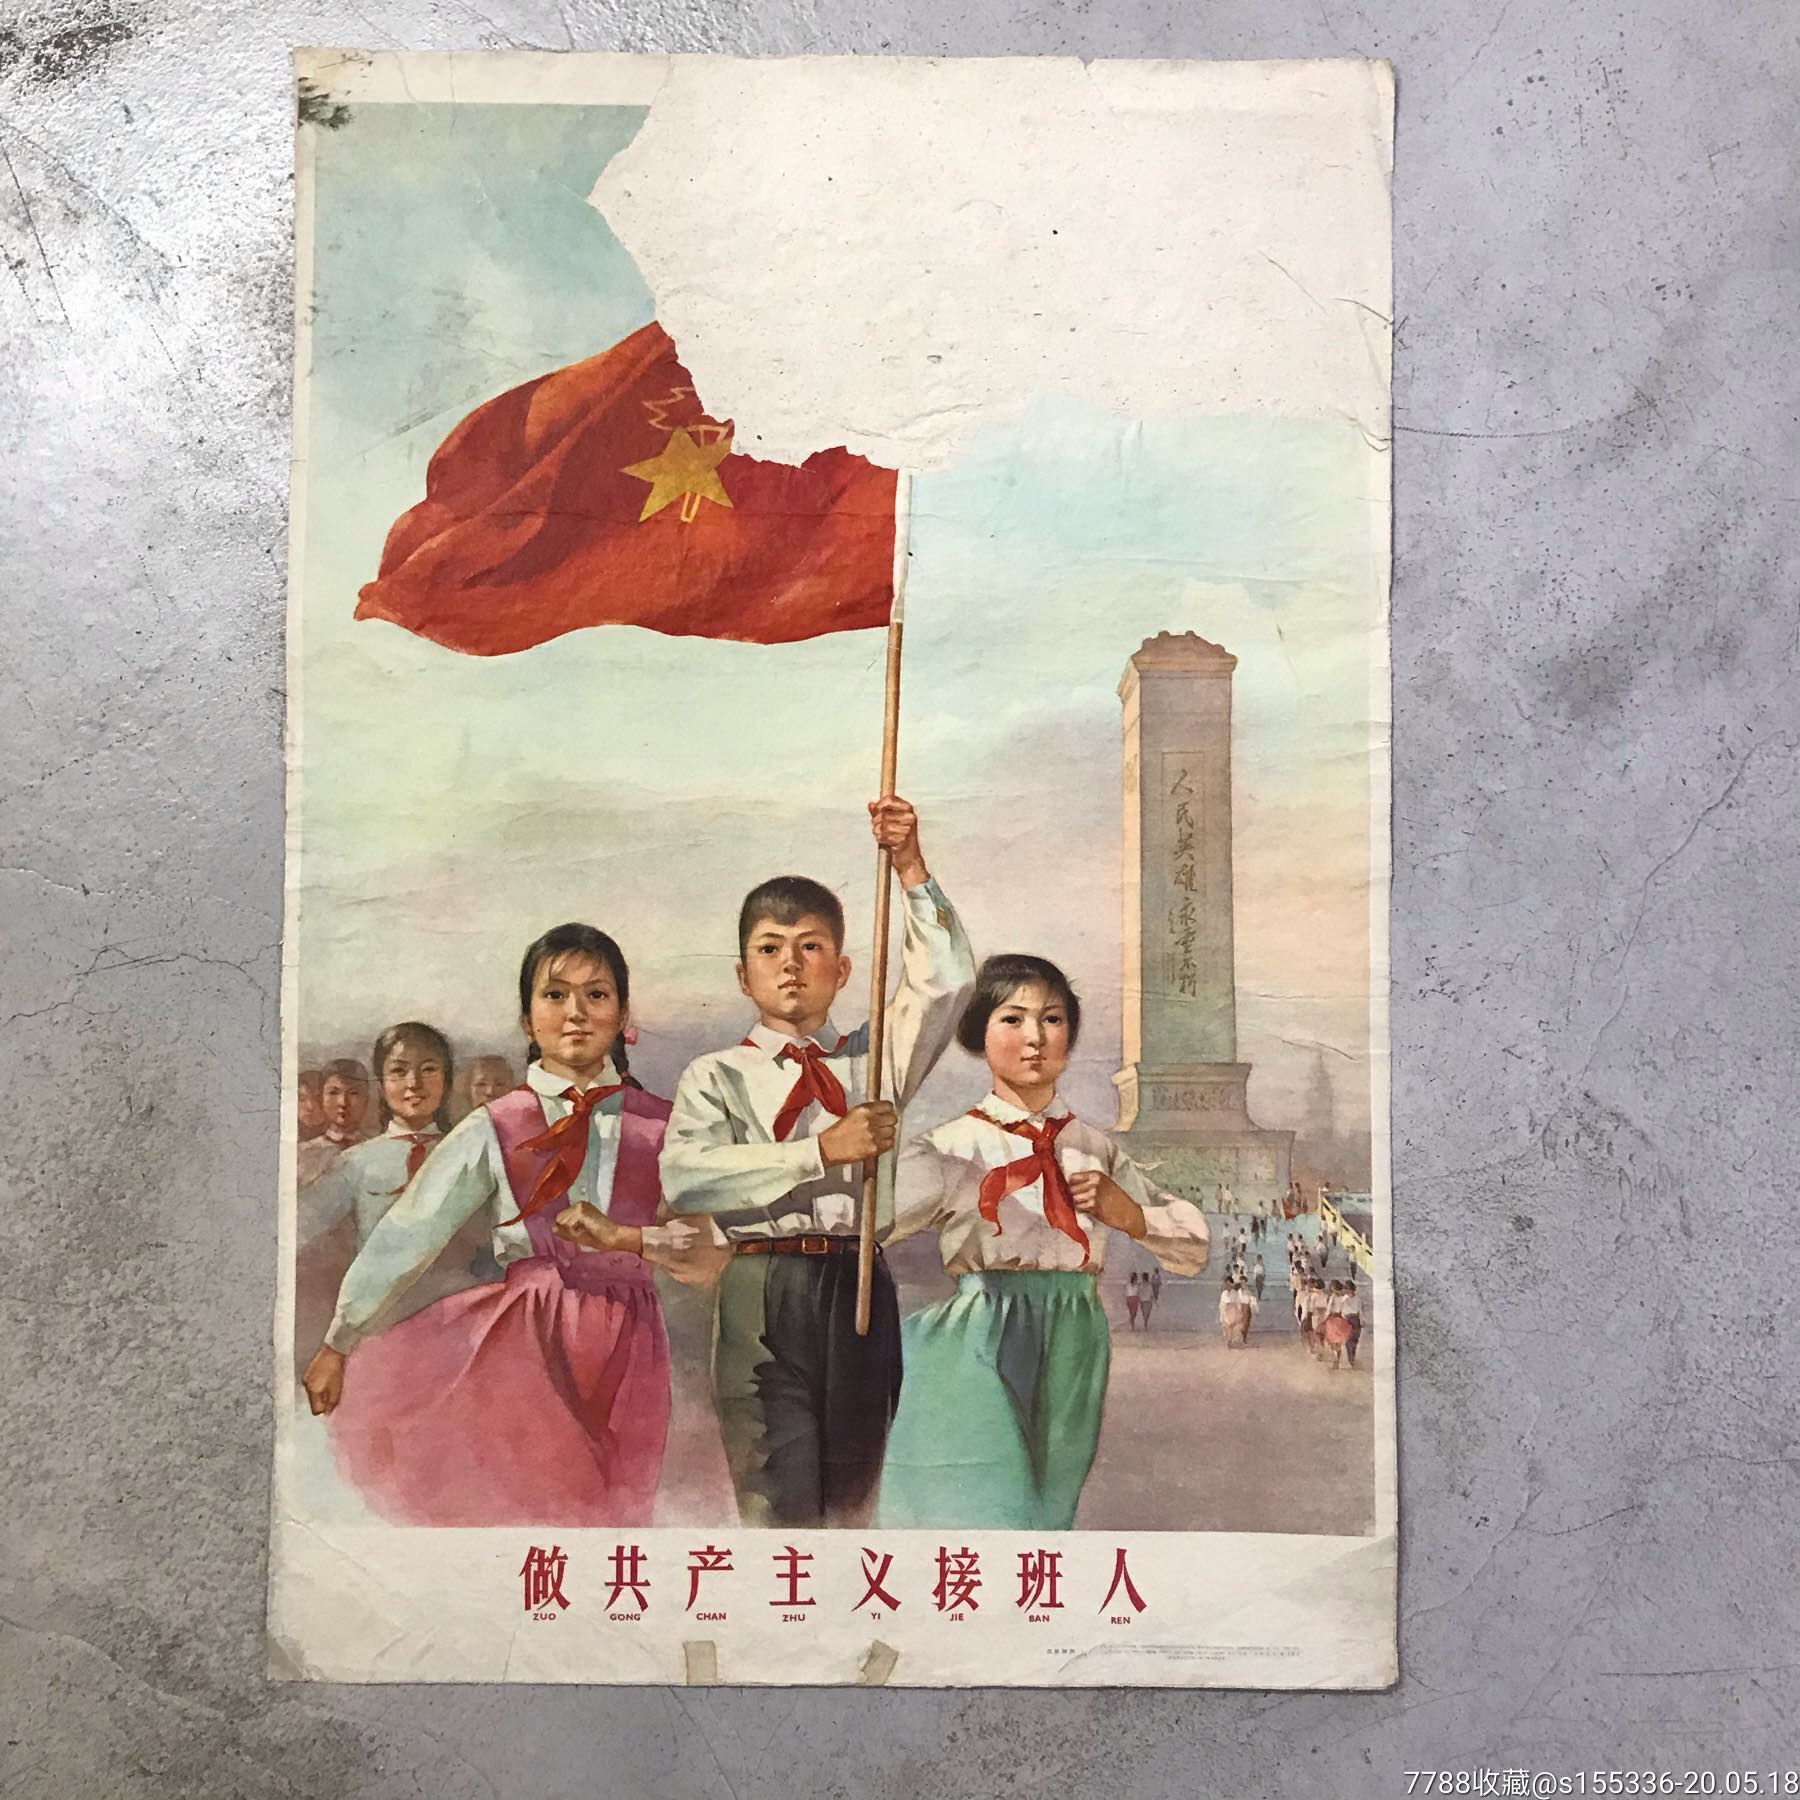 人民英雄永垂不朽
做共产主义接班人
ZUO GONG CHAN ZHU YI JIE BAN REN
7788收藏@s155336-20.05.18